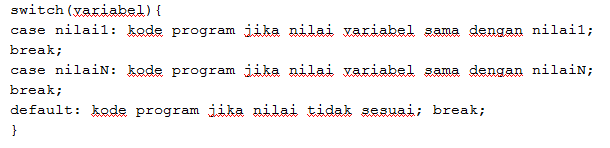 switch(variabel){
case nilai1: kode program jika nilai variabel sama dengan nilai1;
break;
case nilaiN: kode program jika nilai variabel sama dengan nilaiN;
break;
default: kode program jika nilai tidak sesuai; break;
}